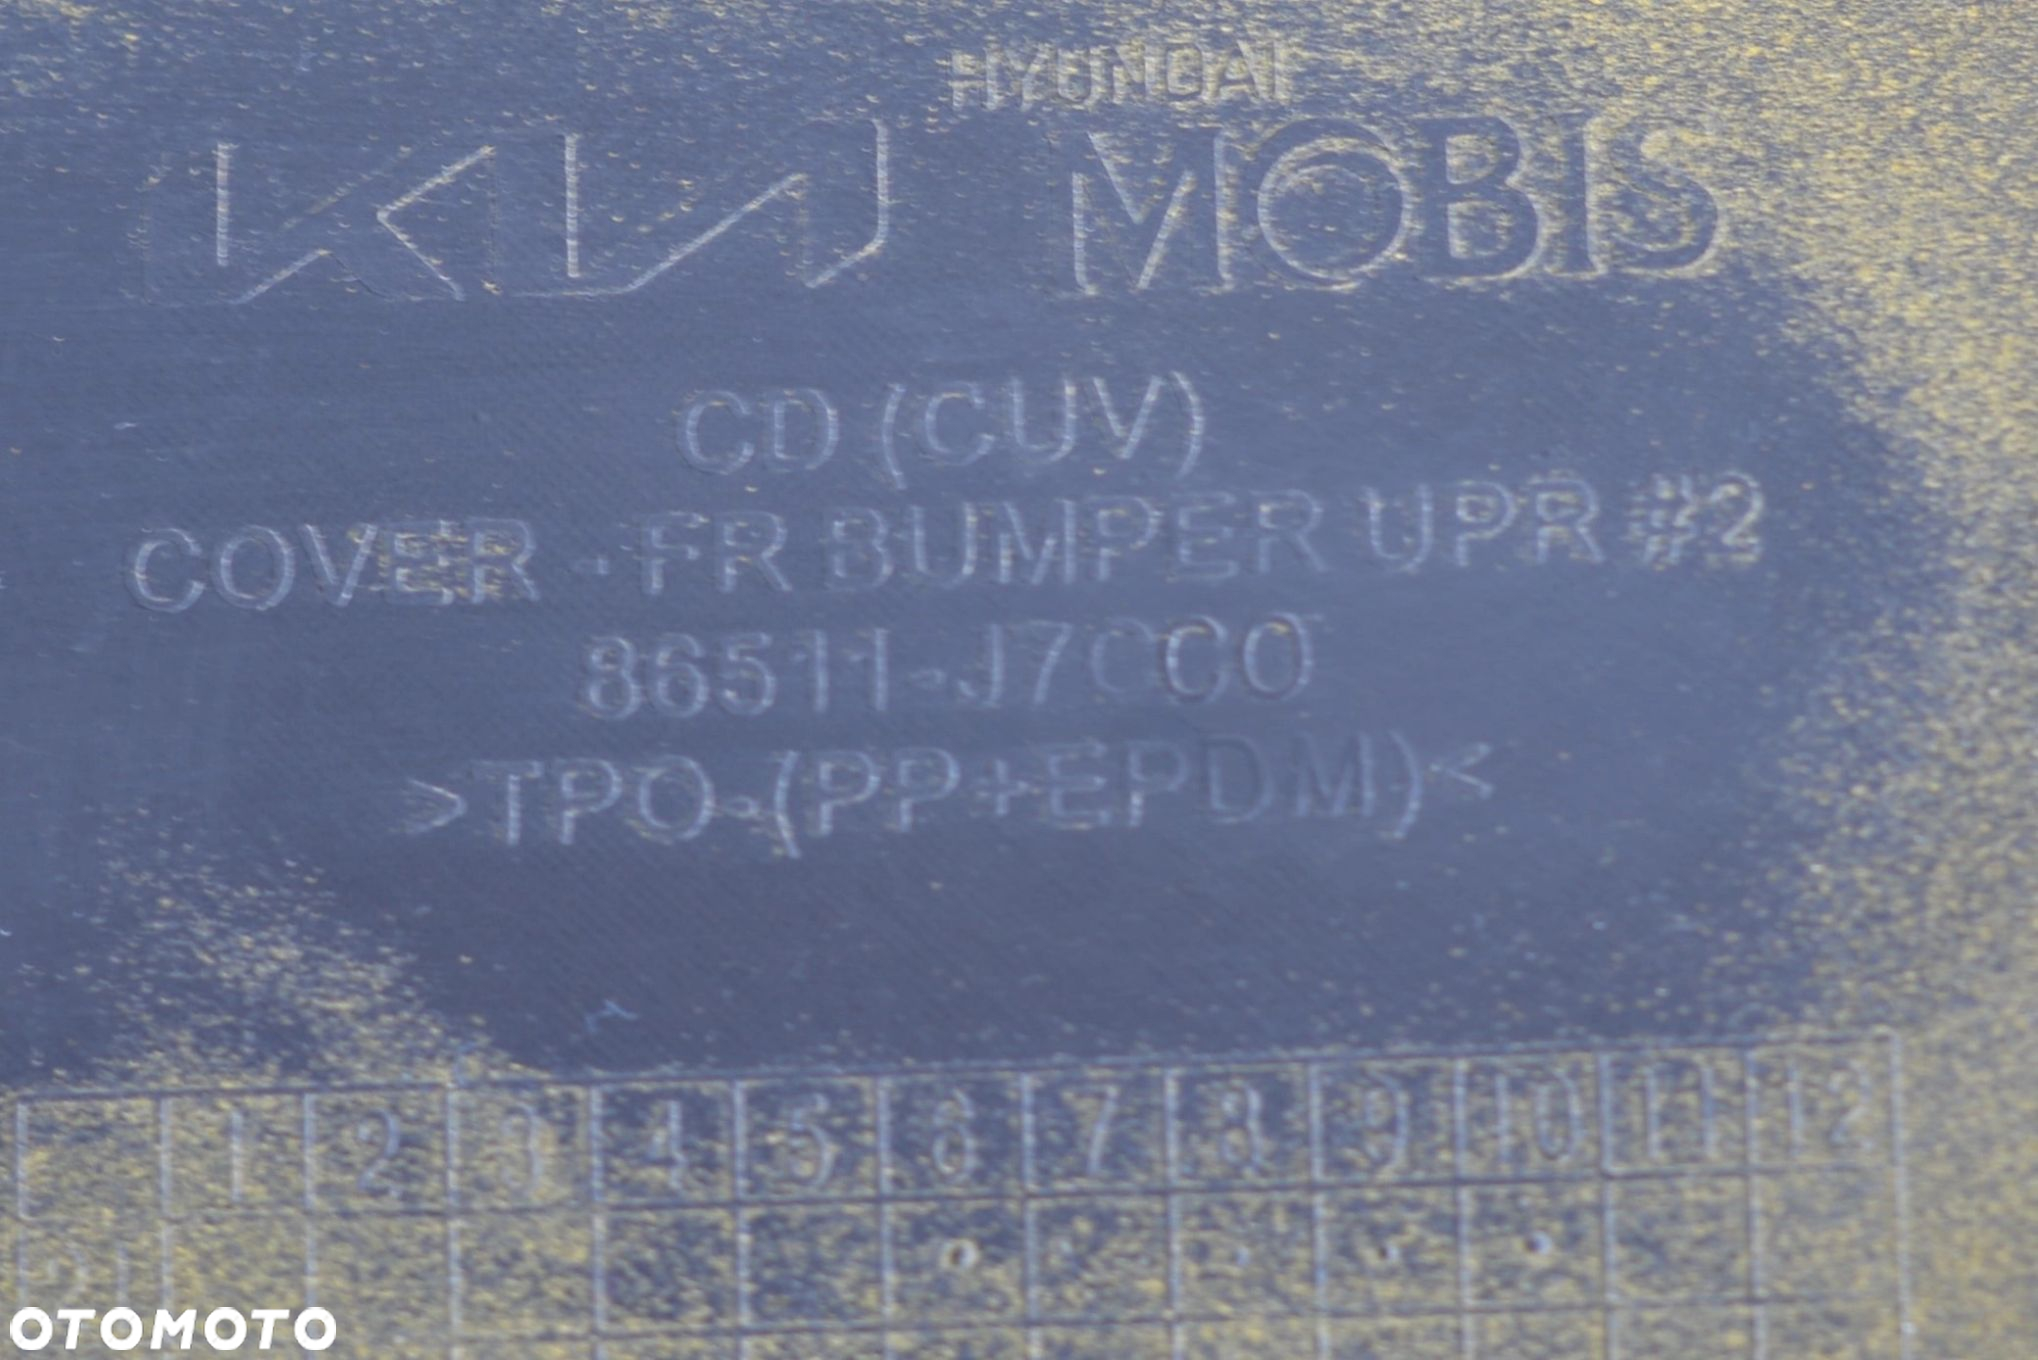 HYUNDAI
KIA MOBIS
CD (CUV)
COVER - FR BUMPER UPR #2
86511-J7CC0
>TPO-(PP+EPDM)<
1 2 3 4 5 6 7 8 9 10 11 12
21
OTOMOTO